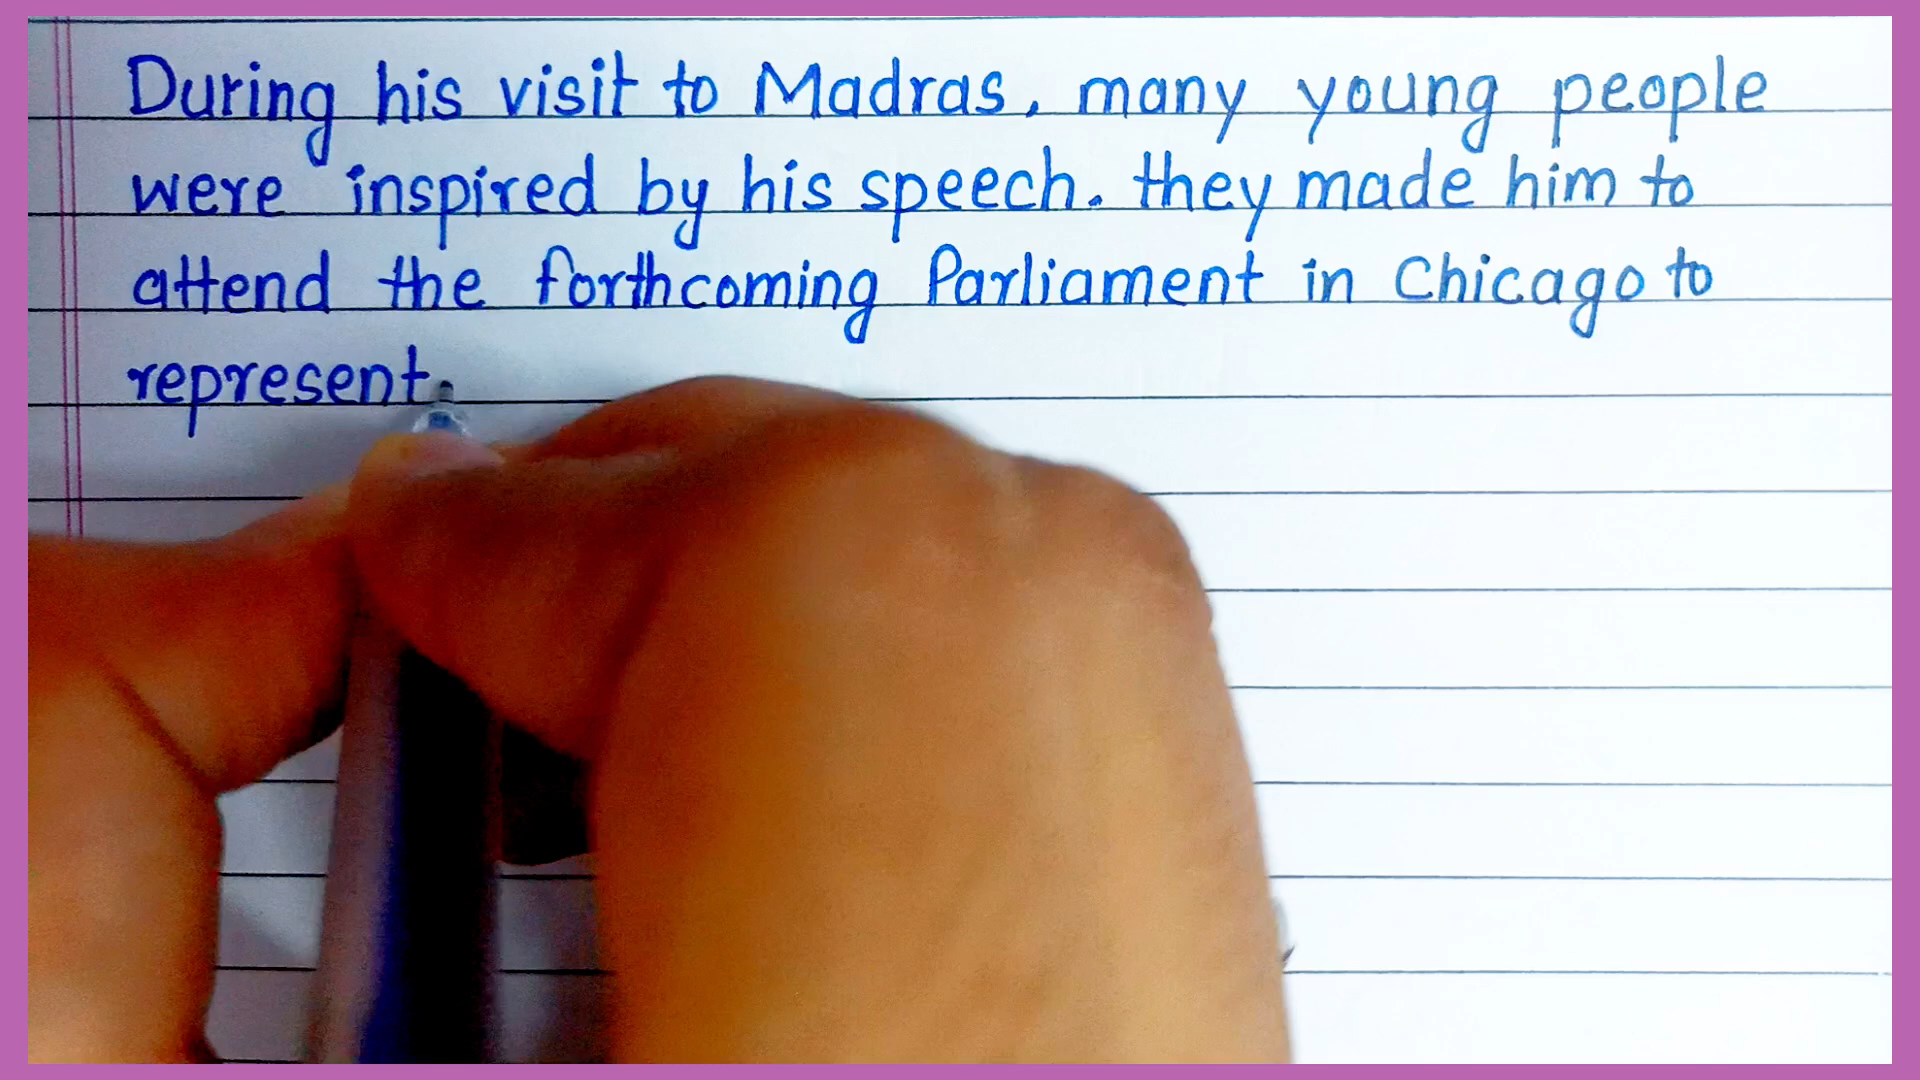 During his visit to Madras, many young people
were inspired by his speech. they made him to
attend the forthcoming Parliament in Chicago to
represent